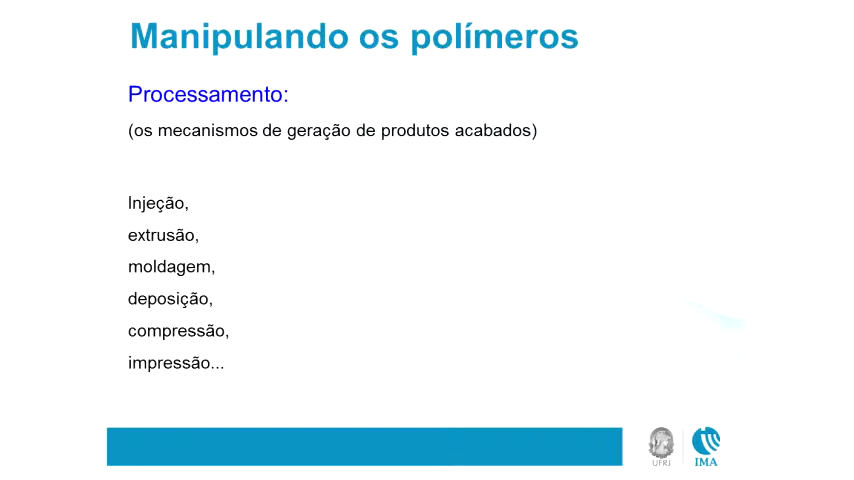 Manipulando os polímeros
Processamento:
(os mecanismos de geração de produtos acabados)
Injeção,
extrusão,
moldagem,
deposição,
compressão,
impressão...
UFRJ
IMA